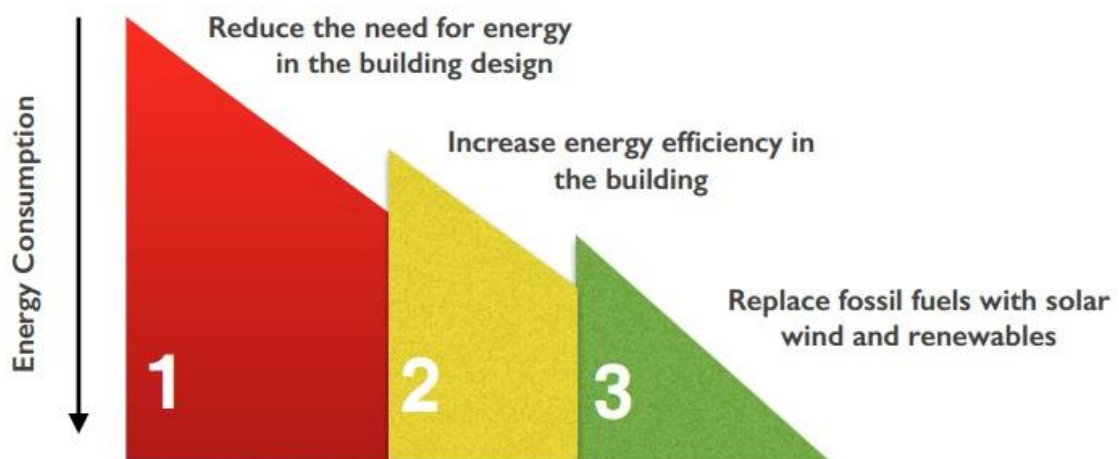 Reduce the need for energy
in the building design
Increase energy efficiency in
the building
Energy Consumption
Replace fossil fuels with solar
wind and renewables
1
2
3